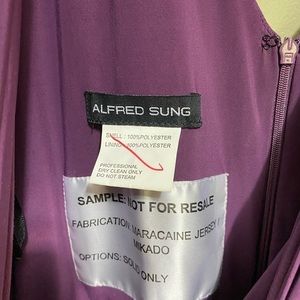 ALFRED SUNG
SHELL: 100%POLYESTER
LINING: 100%POLYESTER
PROFESSIONAL
DRY CLEAN ONLY
DO NOT STEAM
SAMPLE: NOT FOR RESALE
FABRICATION: MARACAINE JERSEY /
MIKADO
OPTIONS: SOLID ONLY